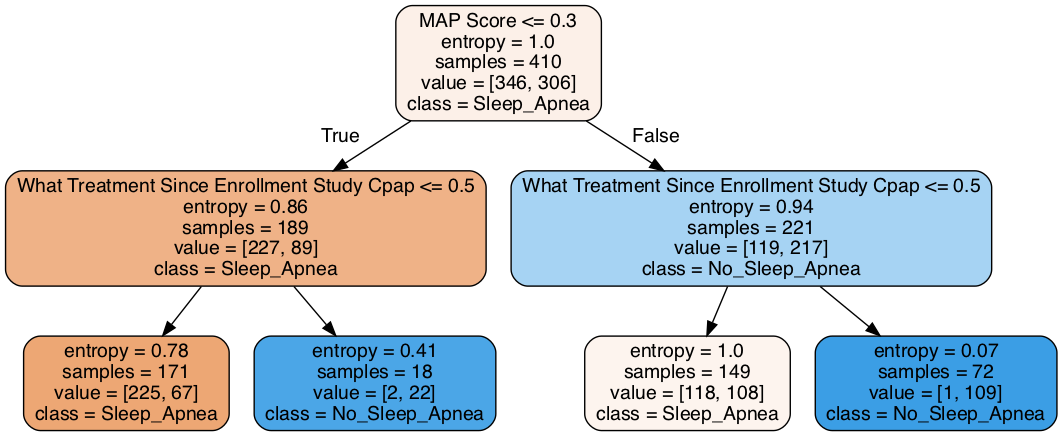 MAP Score <= 0.3
entropy = 1.0
samples = 410
value = [346, 306]
class = Sleep_Apnea
True
False
What Treatment Since Enrollment Study Cpap <= 0.5
entropy = 0.86
samples = 189
value = [227, 89]
class = Sleep_Apnea
What Treatment Since Enrollment Study Cpap <= 0.5
entropy = 0.94
samples = 221
value = [119, 217]
class = No_Sleep_Apnea
entropy = 0.78
samples = 171
value = [225, 67]
class = Sleep_Apnea
entropy = 0.41
samples = 18
value = [2, 22]
class = No_Sleep_Apnea
entropy = 1.0
samples = 149
value = [118, 108]
class = Sleep_Apnea
entropy = 0.07
samples = 72
value = [1, 109]
class = No_Sleep_Apnea